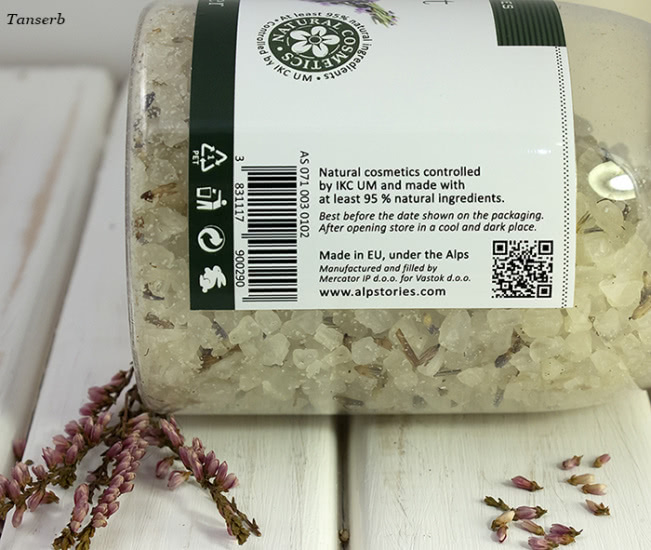 Tanserb
• At least 95% natural ingredients •
Controlled by IKC UM
NATURAL COSMETICS
1
PET
AS 071 003 0102
3 831117 900290
Natural cosmetics controlled
by IKC UM and made with
at least 95 % natural ingredients.
Best before the date shown on the packaging.
After opening store in a cool and dark place.
Made in EU, under the Alps
Manufactured and filled by
Mercator IP d.o.o. for Vastok d.o.o.
www.alpstories.com